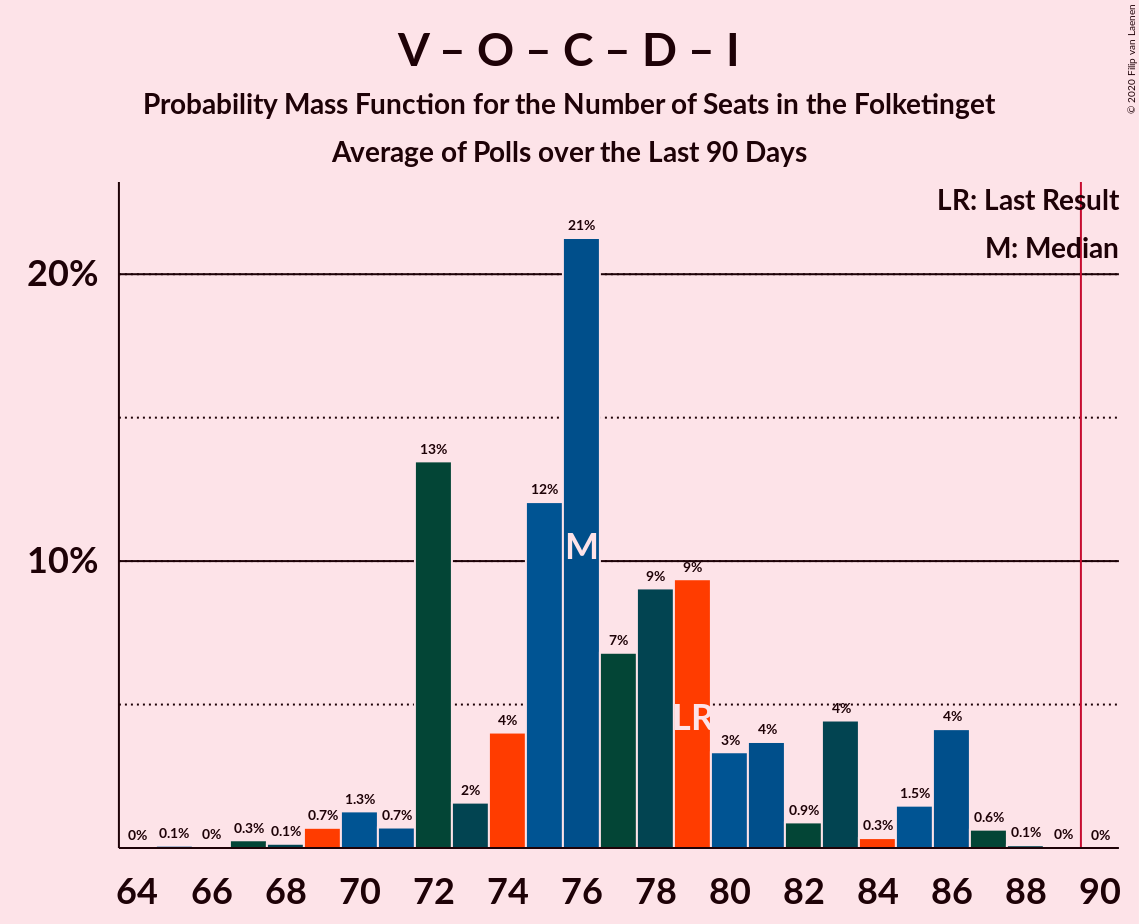 V – O – C – D – I
Probability Mass Function for the Number of Seats in the Folketinget
Average of Polls over the Last 90 Days
© 2020 Filip van Laenen
LR: Last Result
M: Median
20%
10%
0% 0.1% 0% 0.3% 0.1% 0.7% 1.3% 0.7% 13% 2% 4% 12% 21% 7% 9% 9% 3% 4% 0.9% 4% 0.3% 1.5% 4% 0.6% 0.1% 0% 0%
M
LR
64 66 68 70 72 74 76 78 80 82 84 86 88 90